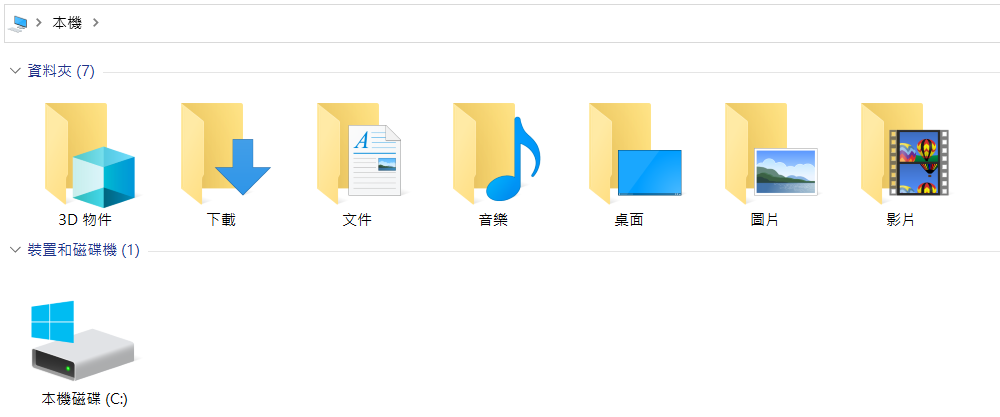 本機
資料夾 (7)
3D 物件
下載
文件
音樂
桌面
圖片
影片
裝置和磁碟機 (1)
本機磁碟 (C:)